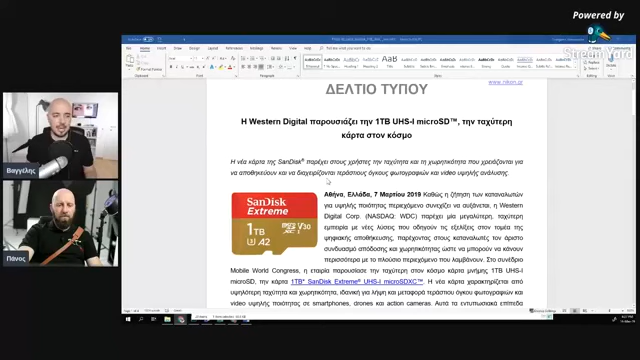 Powered by
StreamYard
www.nikon.gr
ΔΕΛΤΙΟ ΤΥΠΟΥ
Η Western Digital παρουσιάζει την 1TB UHS-I microSD™, την ταχύτερη
κάρτα στον κόσμο
Η νέα κάρτα της SanDisk® παρέχει στους χρήστες την ταχύτητα και τη χωρητικότητα που χρειάζονται για
να αποθηκεύουν και να διαχειρίζονται τεράστιους όγκους φωτογραφιών και video υψηλής ανάλυσης.
SanDisk
Extreme
1TB
V30
A2
Αθήνα, Ελλάδα, 7 Μαρτίου 2019 Καθώς η ζήτηση των καταναλωτών
για υψηλής ποιότητας περιεχόμενο συνεχίζει να αυξάνεται, η Western
Digital Corp. (NASDAQ: WDC) παρέχει μία μεγαλύτερη, ταχύτερη
εμπειρία με νέες λύσεις που οδηγούν τις εξελίξεις στον τομέα της
ψηφιακής αποθήκευσης, παρέχοντας στους καταναλωτές τον άριστο
συνδυασμό απόδοσης και χωρητικότητας ώστε να μπορούν να κάνουν
περισσότερα με το πλούσιο περιεχόμενο που λαμβάνουν. Στο συνέδριο
Mobile World Congress, η εταιρία παρουσίασε την ταχύτερη στον κόσμο κάρτα μνήμης 1TB UHS-I
microSD, την κάρτα 1TB* SanDisk Extreme® UHS-I microSDXC™. Η νέα κάρτα χαρακτηρίζεται από
υψηλότερη ταχύτητα και χωρητικότητα, ιδανική για λήψη και μεταφορά τεράστιου όγκου φωτογραφιών και
video υψηλής ποιότητας σε smartphones, drones και action cameras. Αυτά τα εντυπωσιακά επίπεδα
Βαγγέλης
Πάνος